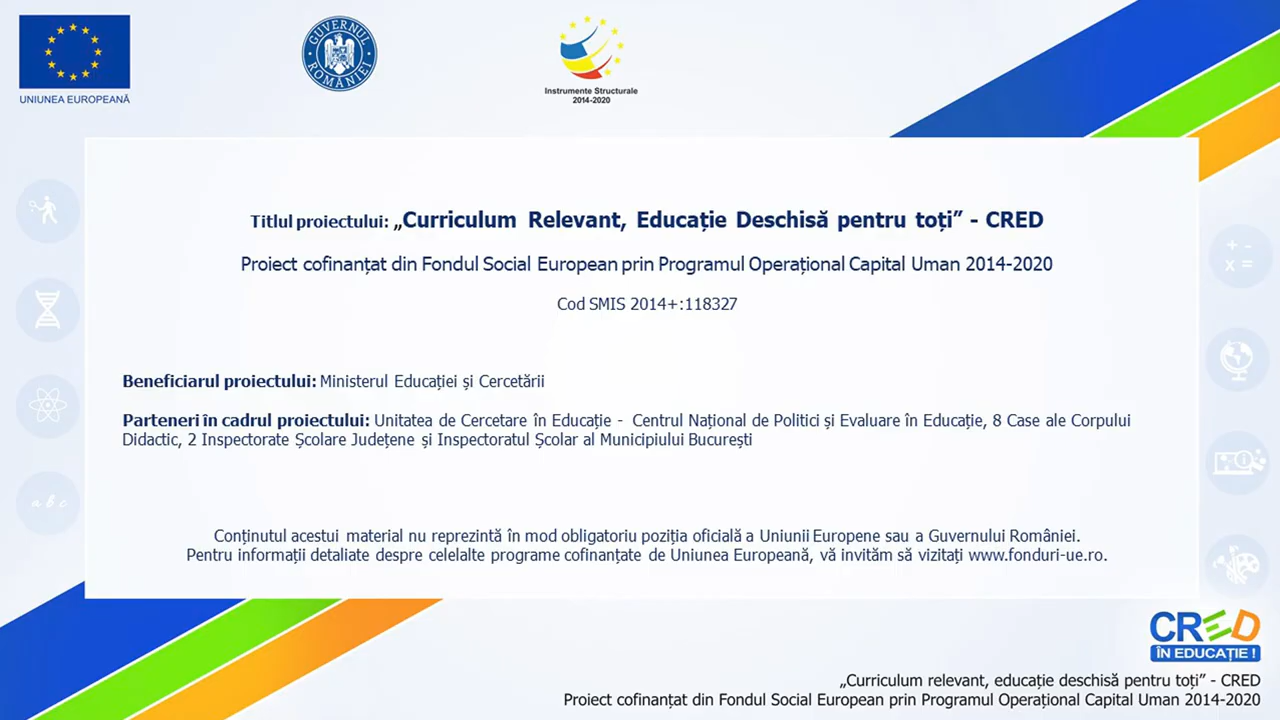 UNIUNEA EUROPEANĂ
GUVERNUL ROMÂNIEI
Instrumente Structurale
2014-2020
Titlul proiectului: „Curriculum Relevant, Educație Deschisă pentru toți” - CRED
Proiect cofinanțat din Fondul Social European prin Programul Operațional Capital Uman 2014-2020
Cod SMIS 2014+:118327
Beneficiarul proiectului: Ministerul Educației și Cercetării
Parteneri în cadrul proiectului: Unitatea de Cercetare în Educație - Centrul Național de Politici și Evaluare în Educație, 8 Case ale Corpului
Didactic, 2 Inspectorate Școlare Județene și Inspectoratul Școlar al Municipiului București
a b c
Conținutul acestui material nu reprezintă în mod obligatoriu poziția oficială a Uniunii Europene sau a Guvernului României.
Pentru informații detaliate despre celelalte programe cofinanțate de Uniunea Europeană, vă invităm să vizitați www.fonduri-ue.ro.
CRED
ÎN EDUCAȚIE !
„Curriculum relevant, educație deschisă pentru toți” - CRED
Proiect cofinanțat din Fondul Social European prin Programul Operațional Capital Uman 2014-2020